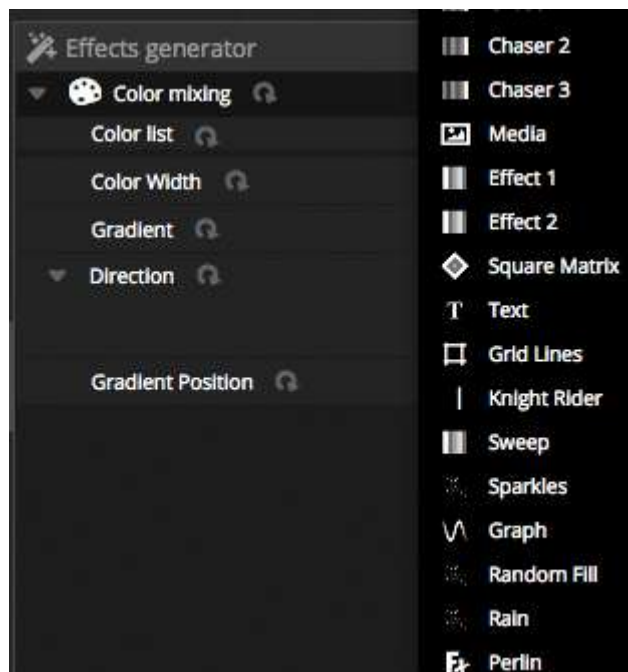 Effects generator
Color mixing
Color list
Color Width
Gradient
Direction
Gradient Position
Chaser 2
Chaser 3
Media
Effect 1
Effect 2
Square Matrix
T Text
Grid Lines
Knight Rider
Sweep
Sparkles
Graph
Random Fill
Rain
Fx Perlin